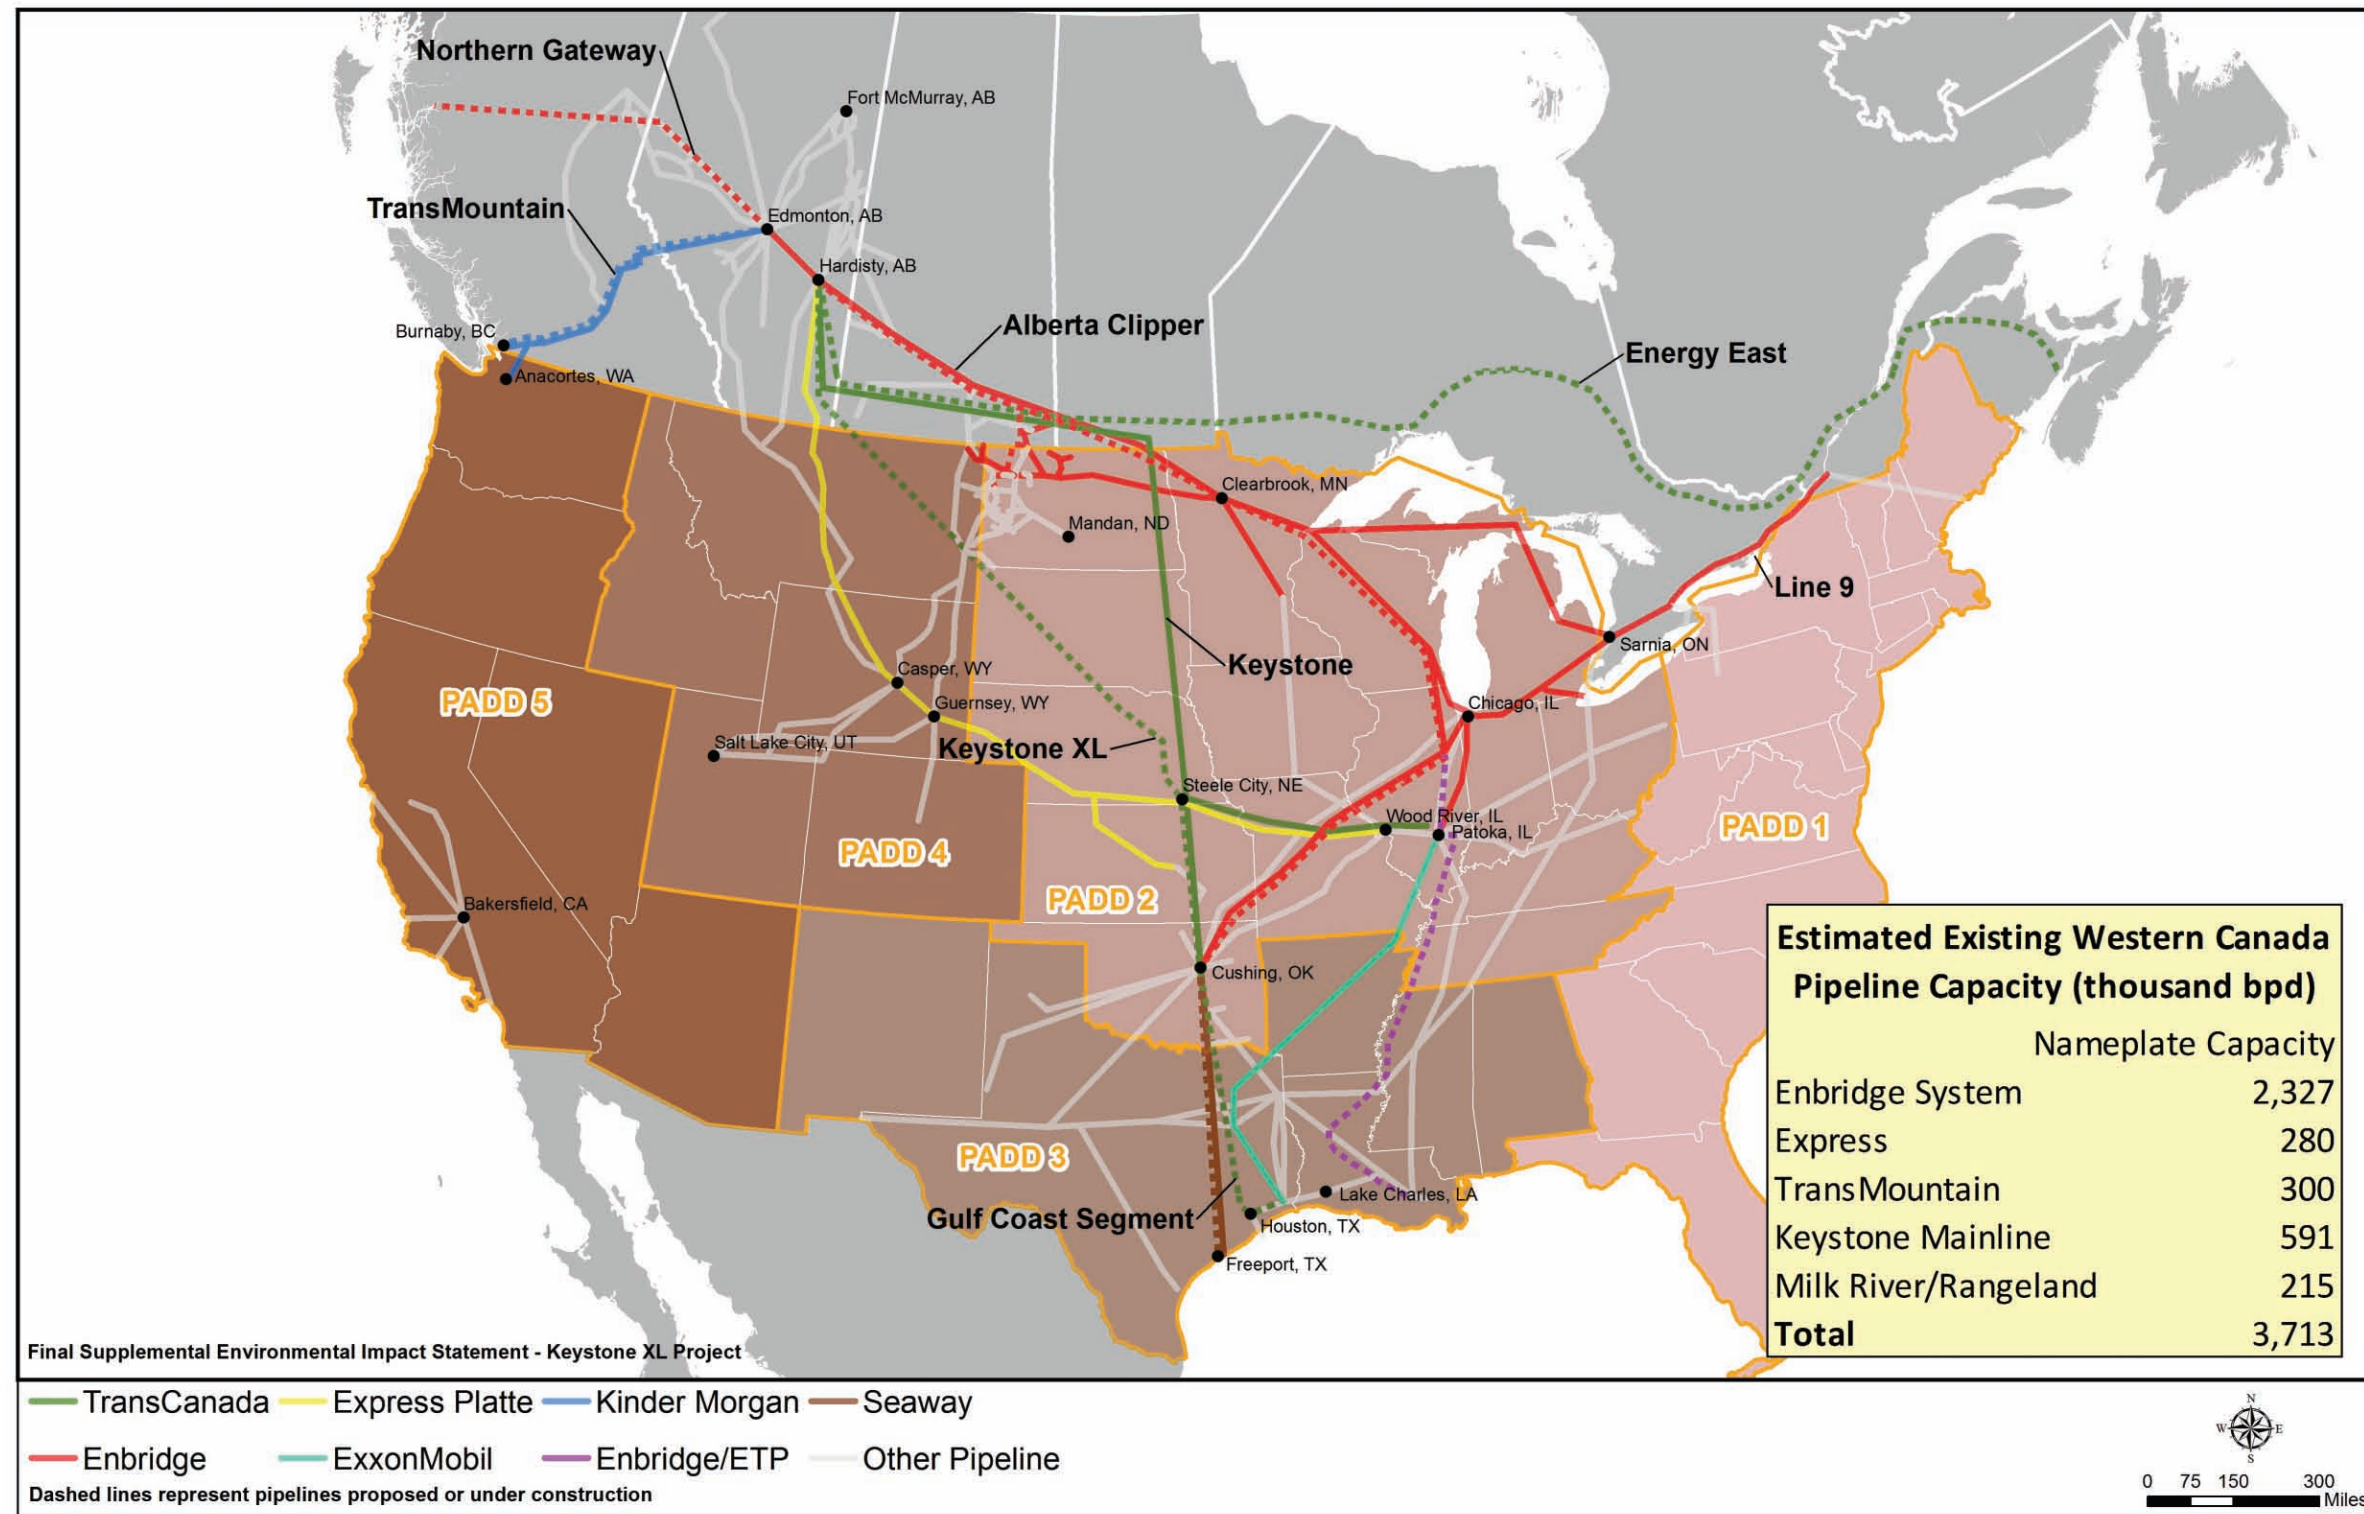 Northern Gateway
Fort McMurray, AB
TransMountain
Edmonton, AB
Hardisty, AB
Burnaby, BC
Alberta Clipper
Energy East
Anacortes, WA
Clearbrook, MN
Mandan, ND
Line 9
Sarnia, ON
Keystone
Casper, WY
PADD 5
Guernsey, WY
Chicago, IL
Salt Lake City, UT
Keystone XL
Steele City, NE
Wood River, IL
Patoka, IL
PADD 1
PADD 4
PADD 2
Bakersfield, CA
Cushing, OK
PADD 3
Lake Charles, LA
Gulf Coast Segment
Houston, TX
Freeport, TX
Estimated Existing Western Canada
Pipeline Capacity (thousand bpd)
Nameplate Capacity
Enbridge System 2,327
Express 280
TransMountain 300
Keystone Mainline 591
Milk River/Rangeland 215
Total 3,713
Final Supplemental Environmental Impact Statement - Keystone XL Project
TransCanada Express Platte Kinder Morgan Seaway
Enbridge ExxonMobil Enbridge/ETP Other Pipeline
Dashed lines represent pipelines proposed or under construction
N
W E
S
0 75 150 300
Miles